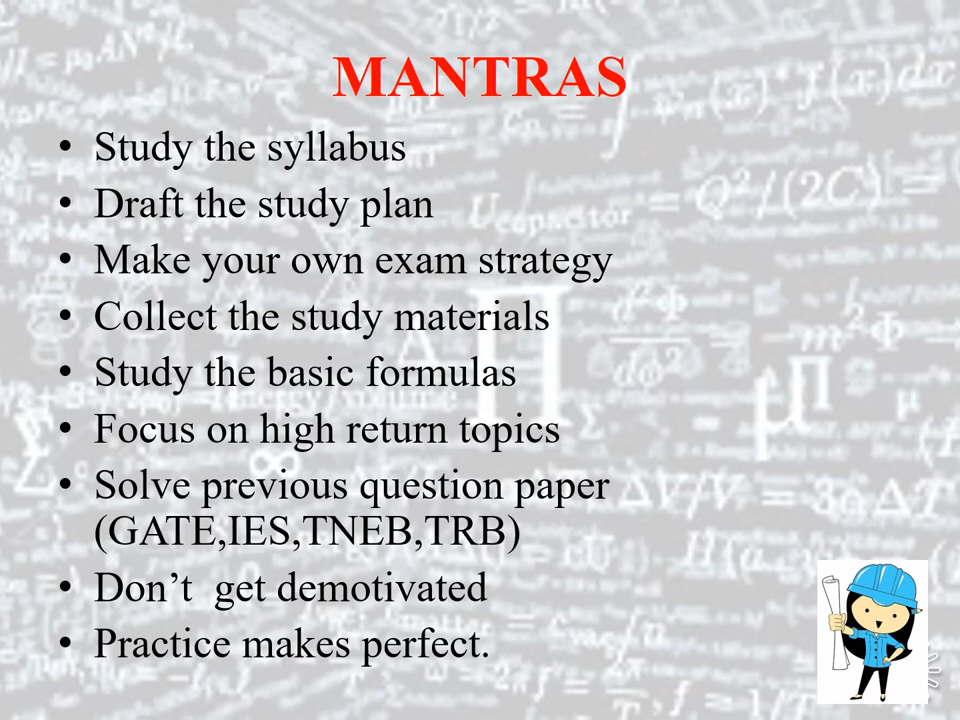 MANTRAS
• Study the syllabus
• Draft the study plan
• Make your own exam strategy
• Collect the study materials
• Study the basic formulas
• Focus on high return topics
• Solve previous question paper
(GATE,IES,TNEB,TRB)
• Don’t  get demotivated
• Practice makes perfect.